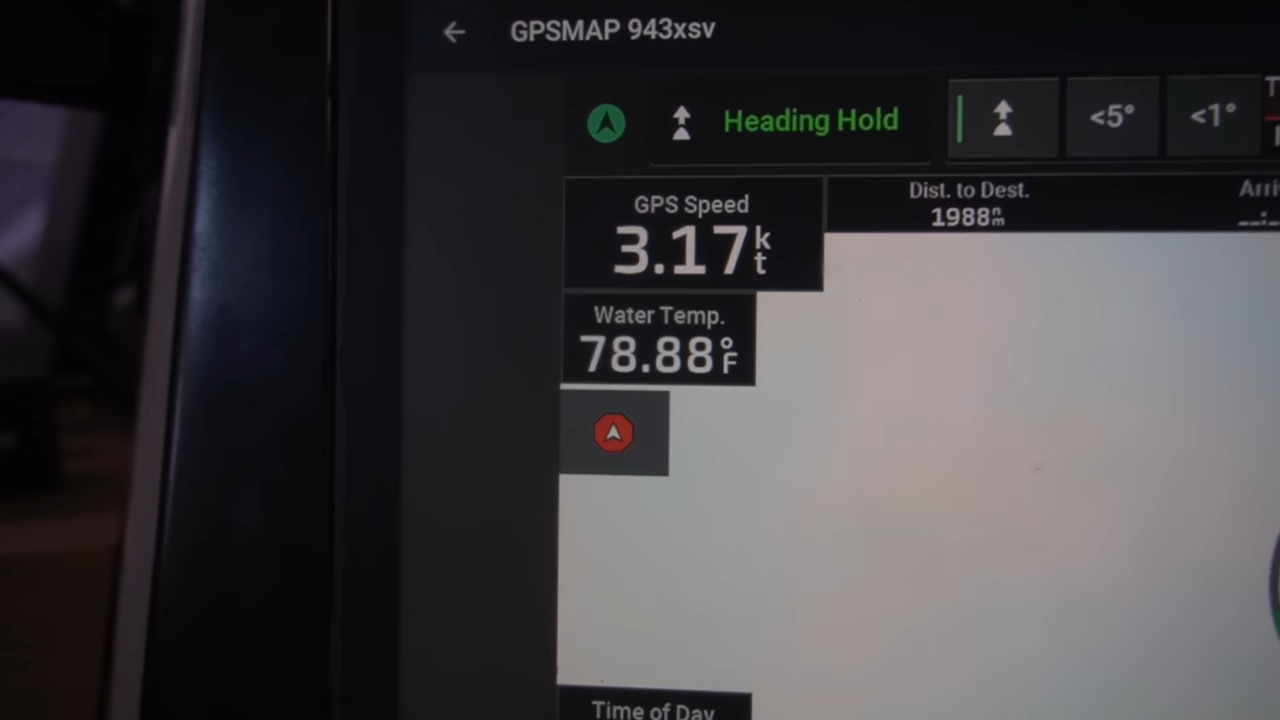 GPSMAP 943xsv
Heading Hold
<5°
<1°
GPS Speed
3.17 kt
Dist. to Dest.
1988 nm
Water Temp.
78.88 °F
Time of Day